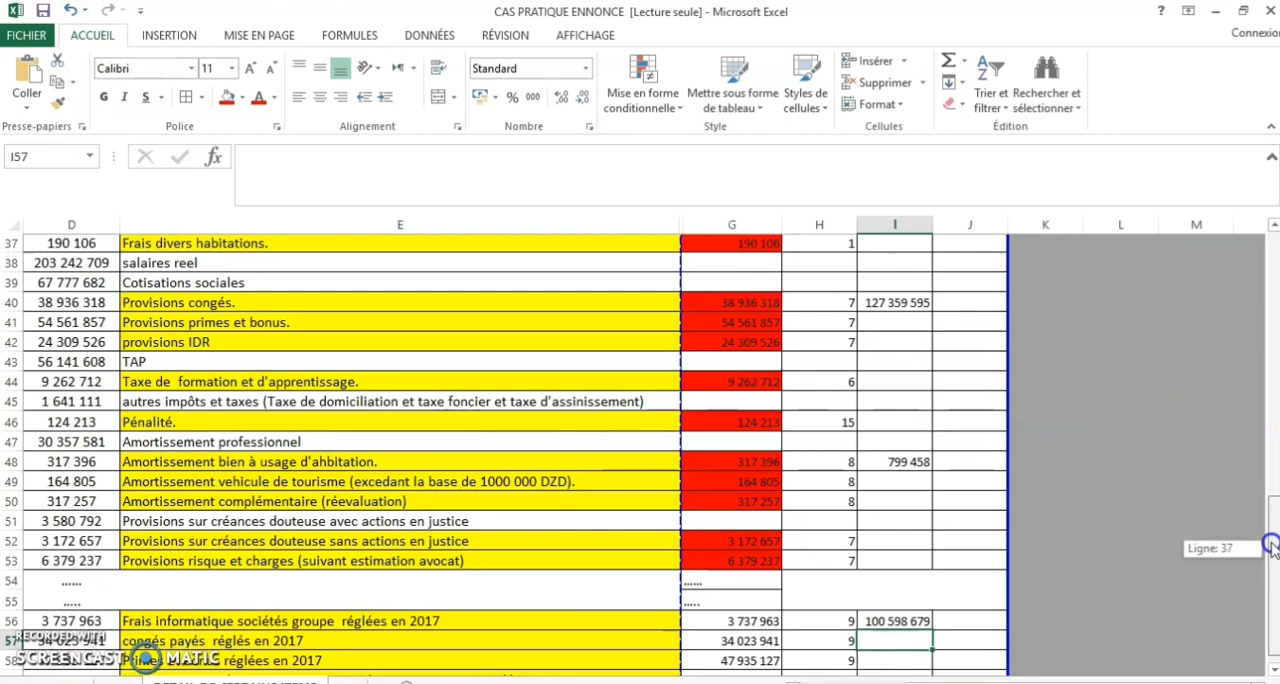 CAS PRATIQUE ENNONCE [Lecture seule] - Microsoft Excel
FICHIER ACCUEIL INSERTION MISE EN PAGE FORMULES DONNÉES RÉVISION AFFICHAGE Connexio
Coller Calibri 11 Standard Mise en forme conditionnelle Mettre sous forme de tableau Styles de cellules Insérer Supprimer Format Trier et filtrer Rechercher et sélectionner
Presse-papiers Police Alignement Nombre Style Cellules Édition
I57 fx
D E G H I J K L M
37 190 106 Frais divers habitations. 190 106 1
38 203 242 709 salaires reel
39 67 777 682 Cotisations sociales
40 38 936 318 Provisions congés. 38 936 318 7 127 359 595
41 54 561 857 Provisions primes et bonus. 54 561 857 7
42 24 309 526 provisions IDR 24 309 526 7
43 56 141 608 TAP
44 9 262 712 Taxe de formation et d'apprentissage. 9 262 712 6
45 1 641 111 autres impôts et taxes (Taxe de domiciliation et taxe foncier et taxe d'assinissement)
46 124 213 Pénalité. 124 213 15
47 30 357 581 Amortissement professionnel
48 317 396 Amortissement bien à usage d'ahbitation. 317 396 8 799 458
49 164 805 Amortissement vehicule de tourisme (excedant la base de 1000 000 DZD). 164 805 8
50 317 257 Amortissement complémentaire (réevaluation) 317 257 8
51 3 580 792 Provisions sur créances douteuse avec actions en justice
52 3 172 657 Provisions sur créances douteuse sans actions en justice 3 172 657 7
53 6 379 237 Provisions risque et charges (suivant estimation avocat) 6 379 237 7
Ligne: 37
54 ...... ......
55 ..... .....
56 3 737 963 Frais informatique sociétés groupe réglées en 2017 3 737 963 9 100 598 679
57 34 023 941 congés payés réglés en 2017 34 023 941 9
58 réglées en 2017 47 935 127 9
RECORDED WITH
SCREENCAST MATIC